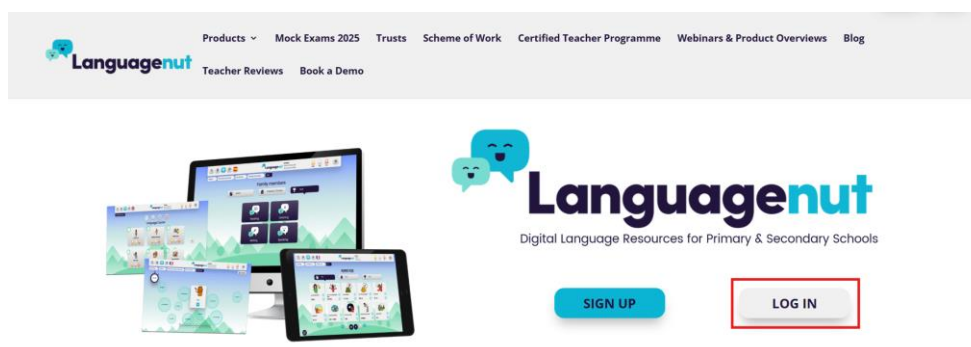 Products Mock Exams 2025 Trusts Scheme of Work Certified Teacher Programme Webinars & Product Overviews Blog
Languagenut
Teacher Reviews Book a Demo
Languagenut
Digital Language Resources for Primary & Secondary Schools
SIGN UP LOG IN